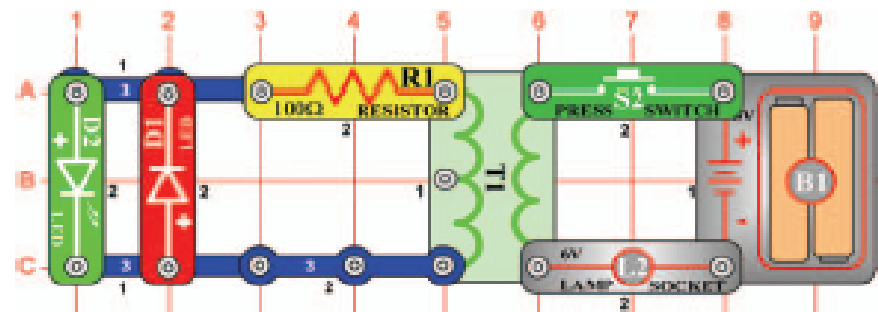 1 2 3 4 5 6 7 8 9
1
A 3 R1
100Ω RESISTOR PRESS S2 SWITCH
2 2
+ D2 D1 LED V +
B 2 2 1 T1 1 B1
LED + -
6V
C 3 3 L2
1 2 LAMP SOCKET
2